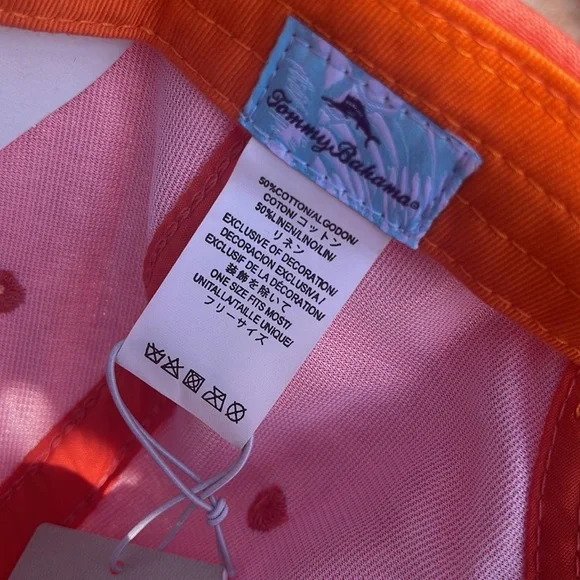 Tommy Bahama®
50%COTTON/ALGODON/
COTON/コットン
50%LINEN/LINO/LIN/
リネン
EXCLUSIVE OF DECORATION/
DECORACION EXCLUSIVA/
EXCLUSIF DE LA DÉCORATION/
装飾を除いて
ONE SIZE FITS MOST/
UNITALLA/TAILLE UNIQUE/
フリーサイズ